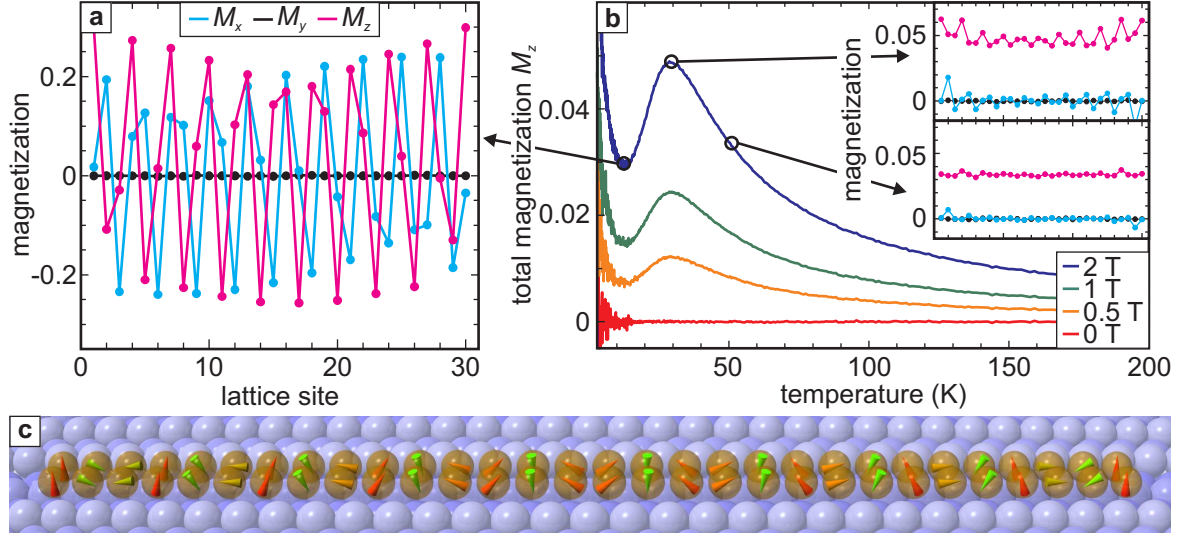 a
M_x M_y M_z
magnetization
0.2
0
-0.2
0
10
20
30
lattice site
b
total magnetization M_z
0.04
0.02
0
50
100
150
200
temperature (K)
magnetization
0.05
0
0.05
0
2 T
1 T
0.5 T
0 T
c